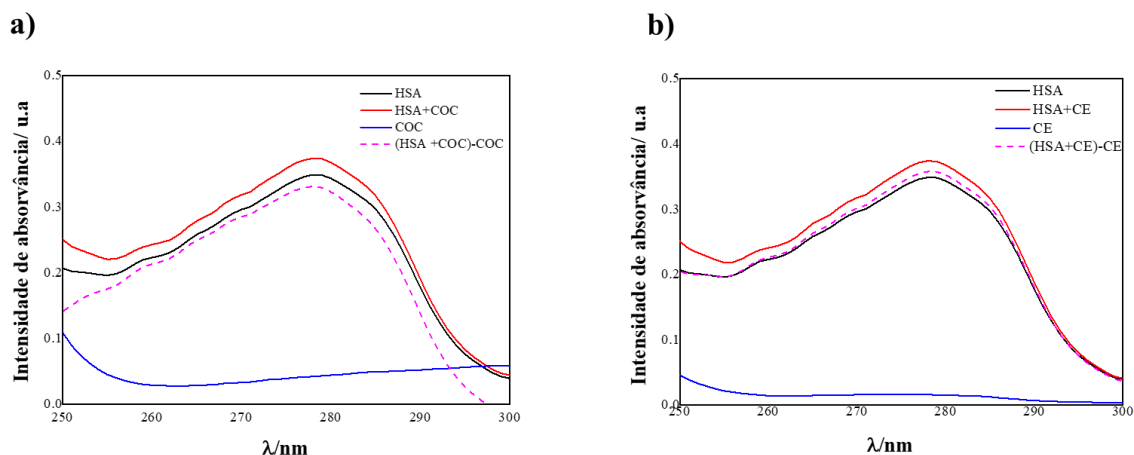 a)
Intensidade de absorvância/ u.a
0.5
0.4
0.3
0.2
0.1
0.0
250
260
270
280
290
300
λ/nm
HSA
HSA+COC
COC
(HSA +COC)-COC
b)
Intensidade de absorvância/ u.a
0.5
0.4
0.3
0.2
0.1
0.0
250
260
270
280
290
300
λ/nm
HSA
HSA+CE
CE
(HSA+CE)-CE